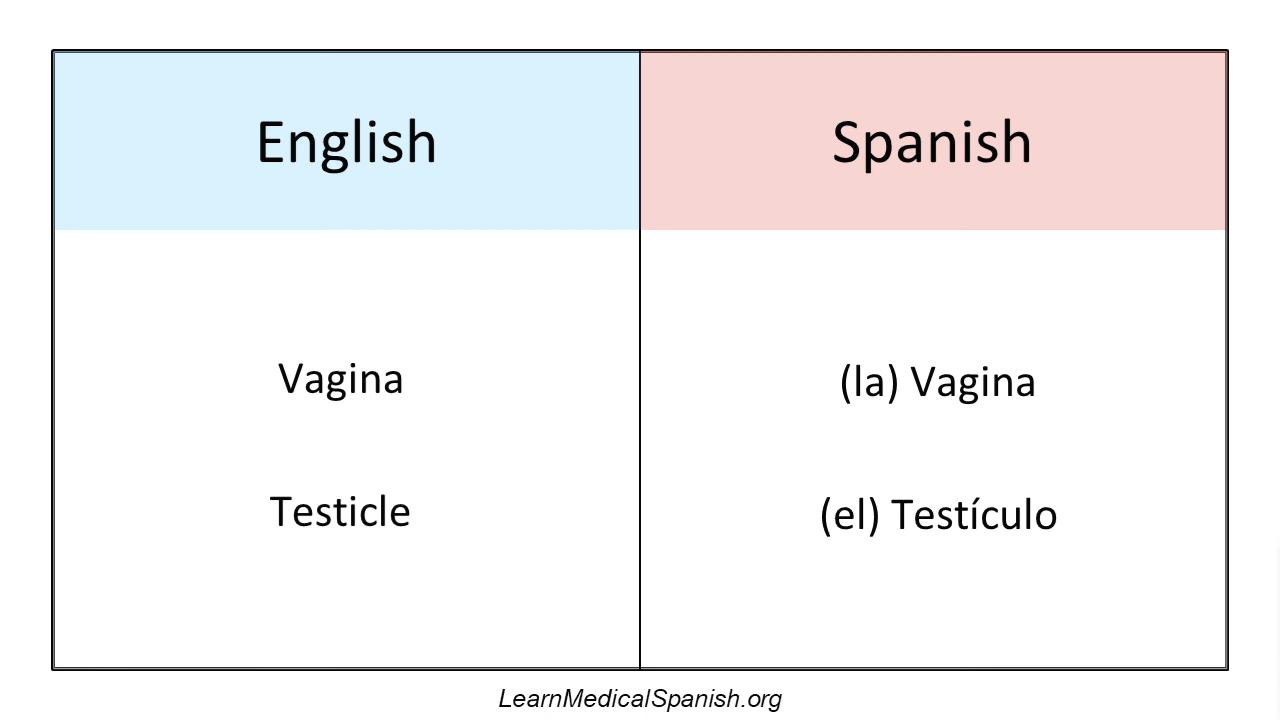 English
Spanish
Vagina
(la) Vagina
Testicle
(el) Testículo
LearnMedicalSpanish.org